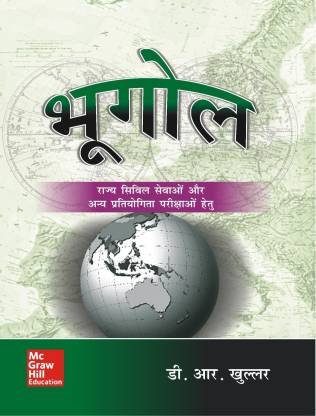 भूगोल
राज्य सिविल सेवाओं और
अन्य प्रतियोगिता परीक्षाओं हेतु
Mc
Graw
Hill
Education
डी. आर. खुल्लर